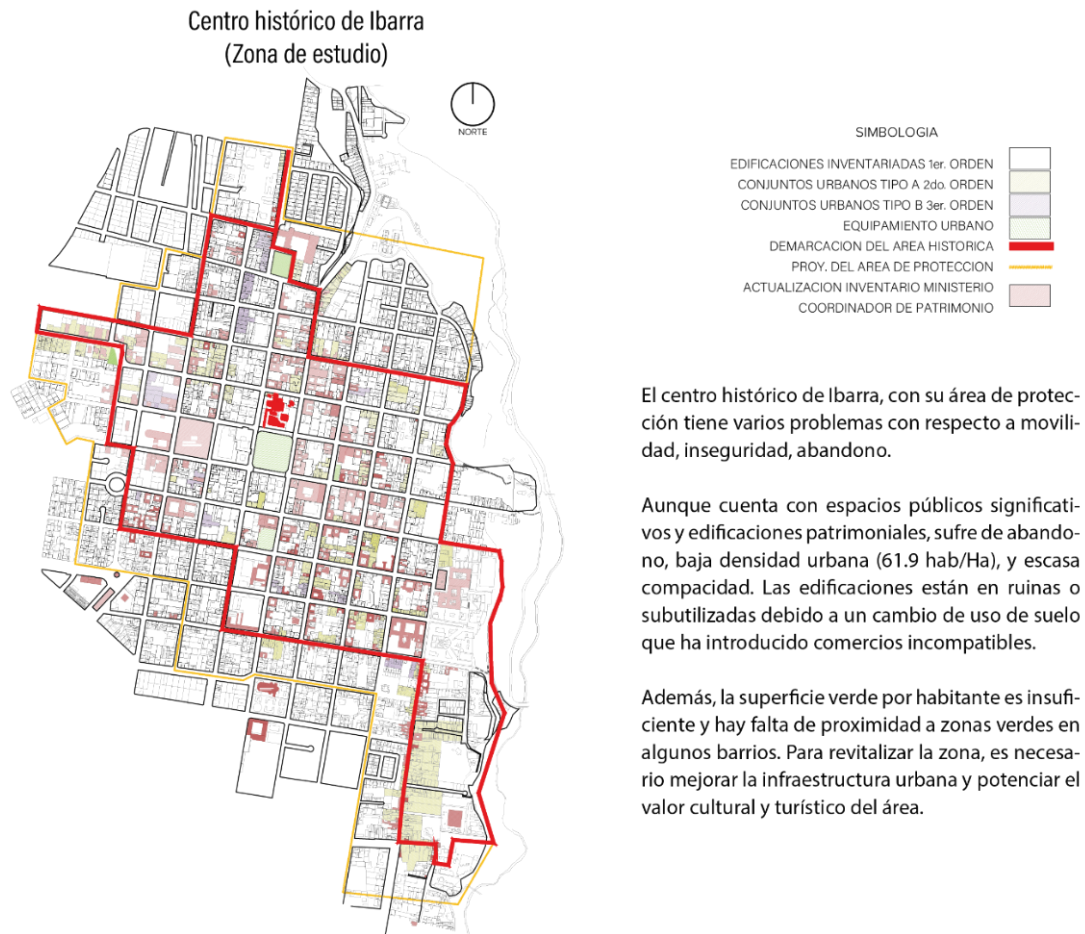 Centro histórico de Ibarra
(Zona de estudio)
NORTE
SIMBOLOGIA
EDIFICACIONES INVENTARIADAS 1er. ORDEN
CONJUNTOS URBANOS TIPO A 2do. ORDEN
CONJUNTOS URBANOS TIPO B 3er. ORDEN
EQUIPAMIENTO URBANO
DEMARCACION DEL AREA HISTORICA
PROY. DEL AREA DE PROTECCION
ACTUALIZACION INVENTARIO MINISTERIO
COORDINADOR DE PATRIMONIO
El centro histórico de Ibarra, con su área de protec-
ción tiene varios problemas con respecto a movili-
dad, inseguridad, abandono.
Aunque cuenta con espacios públicos significati-
vos y edificaciones patrimoniales, sufre de abando-
no, baja densidad urbana (61.9 hab/Ha), y escasa
compacidad. Las edificaciones están en ruinas o
subutilizadas debido a un cambio de uso de suelo
que ha introducido comercios incompatibles.
Además, la superficie verde por habitante es insufi-
ciente y hay falta de proximidad a zonas verdes en
algunos barrios. Para revitalizar la zona, es necesa-
rio mejorar la infraestructura urbana y potenciar el
valor cultural y turístico del área.